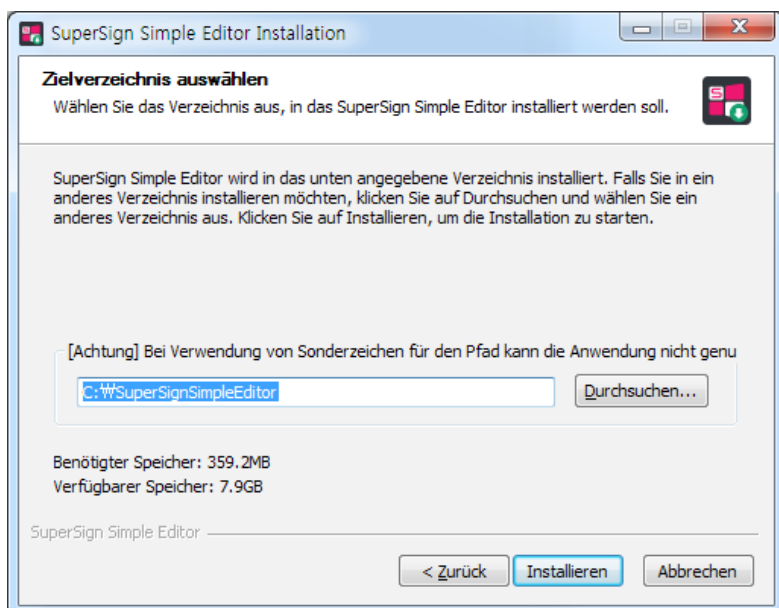 SuperSign Simple Editor Installation
Zielverzeichnis auswählen
Wählen Sie das Verzeichnis aus, in das SuperSign Simple Editor installiert werden soll.
SuperSign Simple Editor wird in das unten angegebene Verzeichnis installiert. Falls Sie in ein
anderes Verzeichnis installieren möchten, klicken Sie auf Durchsuchen und wählen Sie ein
anderes Verzeichnis aus. Klicken Sie auf Installieren, um die Installation zu starten.
[Achtung] Bei Verwendung von Sonderzeichen für den Pfad kann die Anwendung nicht genu
C:₩SuperSignSimpleEditor
Durchsuchen...
Benötigter Speicher: 359.2MB
Verfügbarer Speicher: 7.9GB
SuperSign Simple Editor
< Zurück Installieren Abbrechen